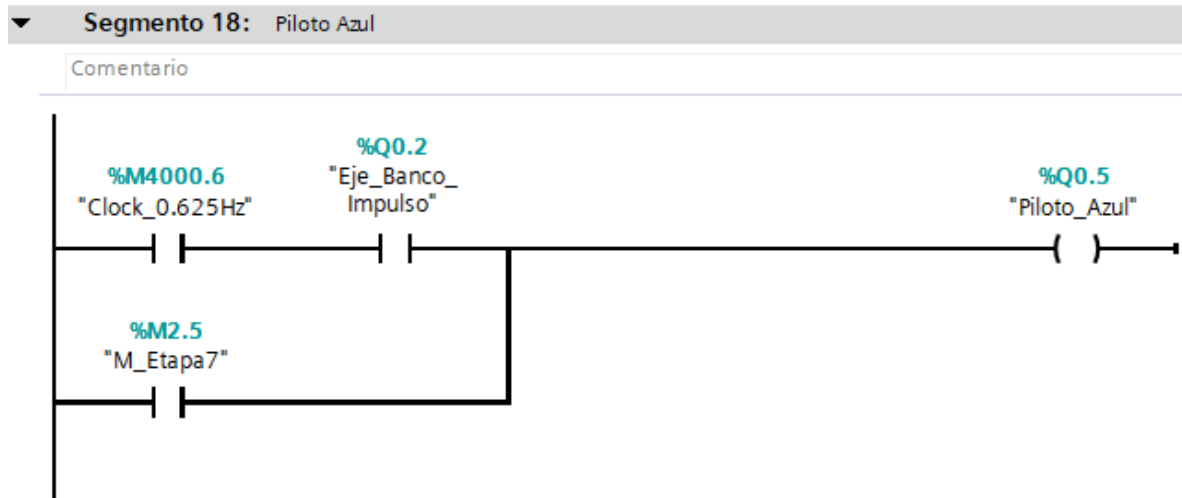 Segmento 18: Piloto Azul
Comentario
%M4000.6
"Clock_0.625Hz"
%Q0.2
"Eje_Banco_
Impulso"
%Q0.5
"Piloto_Azul"
%M2.5
"M_Etapa7"